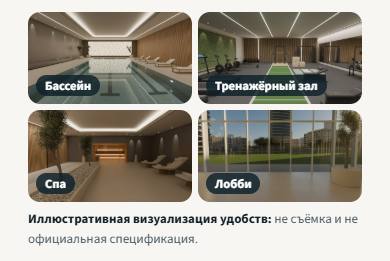 Бассейн
Тренажёрный зал
Спа
Лобби
Иллюстративная визуализация удобств: не съёмка и не
официальная спецификация.